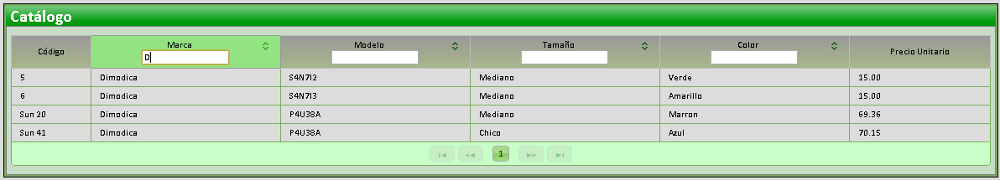 Catálogo
Código Marca Modelo Tamaño Color Precio Unitario
D
5 Dimodica S4N7I2 Mediano Verde 15.00
6 Dimodica S4N7I3 Mediano Amarillo 15.00
Sun 20 Dimodica P4U38A Mediano Marron 69.36
Sun 41 Dimodica P4U38A Chico Azul 70.15
1